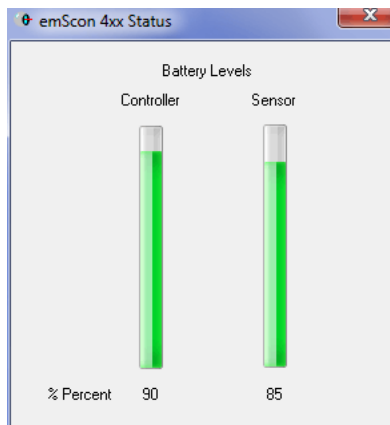 emScon 4xx Status
Battery Levels
Controller Sensor
% Percent 90 85